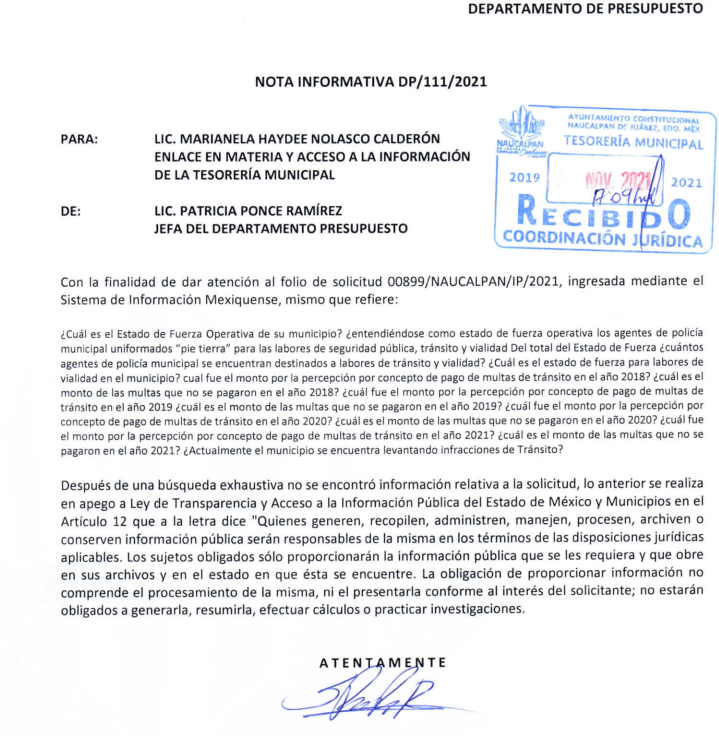 DEPARTAMENTO DE PRESUPUESTO
NOTA INFORMATIVA DP/111/2021
PARA:
LIC. MARIANELA HAYDEE NOLASCO CALDERÓN
ENLACE EN MATERIA Y ACCESO A LA INFORMACIÓN
DE LA TESORERÍA MUNICIPAL
DE:
LIC. PATRICIA PONCE RAMÍREZ
JEFA DEL DEPARTAMENTO PRESUPUESTO
AYUNTAMIENTO CONSTITUCIONAL
NAUCALPAN DE JUÁREZ, EDO. MÉX
NAUCALPAN
TESORERÍA MUNICIPAL
2019
NOV. 2021
2021
RECIBIDO
COORDINACIÓN JURÍDICA
Con la finalidad de dar atención al folio de solicitud 00899/NAUCALPAN/IP/2021, ingresada mediante el
Sistema de Información Mexiquense, mismo que refiere:
¿Cuál es el Estado de Fuerza Operativa de su municipio? ¿entendiéndose como estado de fuerza operativa los agentes de policía
municipal uniformados "pie tierra" para las labores de seguridad pública, tránsito y vialidad Del total del Estado de Fuerza ¿cuántos
agentes de policía municipal se encuentran destinados a labores de tránsito y vialidad? ¿Cuál es el estado de fuerza para labores de
vialidad en el municipio? cual fue el monto por la percepción por concepto de pago de multas de tránsito en el año 2018? ¿cuál es el
monto de las multas que no se pagaron en el año 2018? ¿cuál fue el monto por la percepción por concepto de pago de multas de
tránsito en el año 2019 ¿cuál es el monto de las multas que no se pagaron en el año 2019? ¿cuál fue el monto por la percepción por
concepto de pago de multas de tránsito en el año 2020? ¿cuál es el monto de las multas que no se pagaron en el año 2020? ¿cuál fue
el monto por la percepción por concepto de pago de multas de tránsito en el año 2021? ¿cuál es el monto de las multas que no se
pagaron en el año 2021? ¿Actualmente el municipio se encuentra levantando infracciones de Tránsito?
Después de una búsqueda exhaustiva no se encontró información relativa a la solicitud, lo anterior se realiza
en apego a Ley de Transparencia y Acceso a la Información Pública del Estado de México y Municipios en el
Artículo 12 que a la letra dice "Quienes generen, recopilen, administren, manejen, procesen, archiven o
conserven información pública serán responsables de la misma en los términos de las disposiciones jurídicas
aplicables. Los sujetos obligados sólo proporcionarán la información pública que se les requiera y que obre
en sus archivos y en el estado en que ésta se encuentre. La obligación de proporcionar información no
comprende el procesamiento de la misma, ni el presentarla conforme al interés del solicitante; no estarán
obligados a generarla, resumirla, efectuar cálculos o practicar investigaciones.
ATENTAMENTE